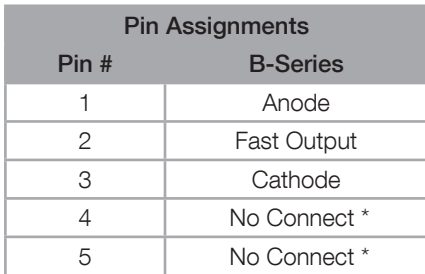 Pin Assignments
Pin # B-Series
1 Anode
2 Fast Output
3 Cathode
4 No Connect *
5 No Connect *